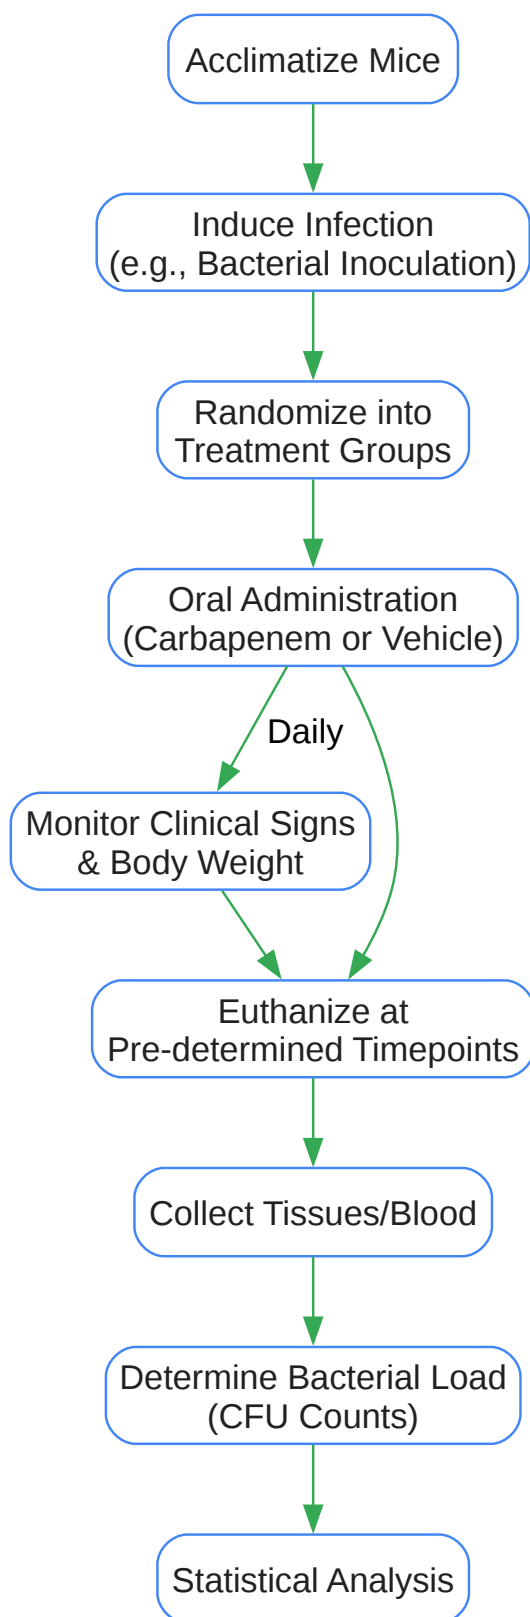 Acclimatize Mice
Induce Infection
(e.g., Bacterial Inoculation)
Randomize into
Treatment Groups
Oral Administration
(Carbapenem or Vehicle)
Daily
Monitor Clinical Signs
& Body Weight
Euthanize at
Pre-determined Timepoints
Collect Tissues/Blood
Determine Bacterial Load
(CFU Counts)
Statistical Analysis